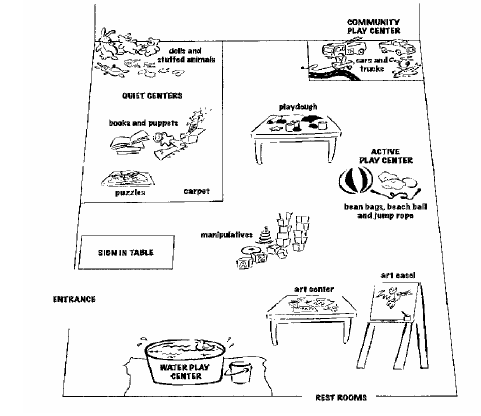 COMMUNITY
PLAY CENTER
dolls and
stuffed animals
cars and
trucks
QUIET CENTERS
playdough
books and puppets
ACTIVE
PLAY CENTER
puzzles
carpet
bean bags, beach ball
and jump rope
manipulatives
SIGN IN TABLE
art center
art easel
ENTRANCE
WATER PLAY
CENTER
REST ROOMS